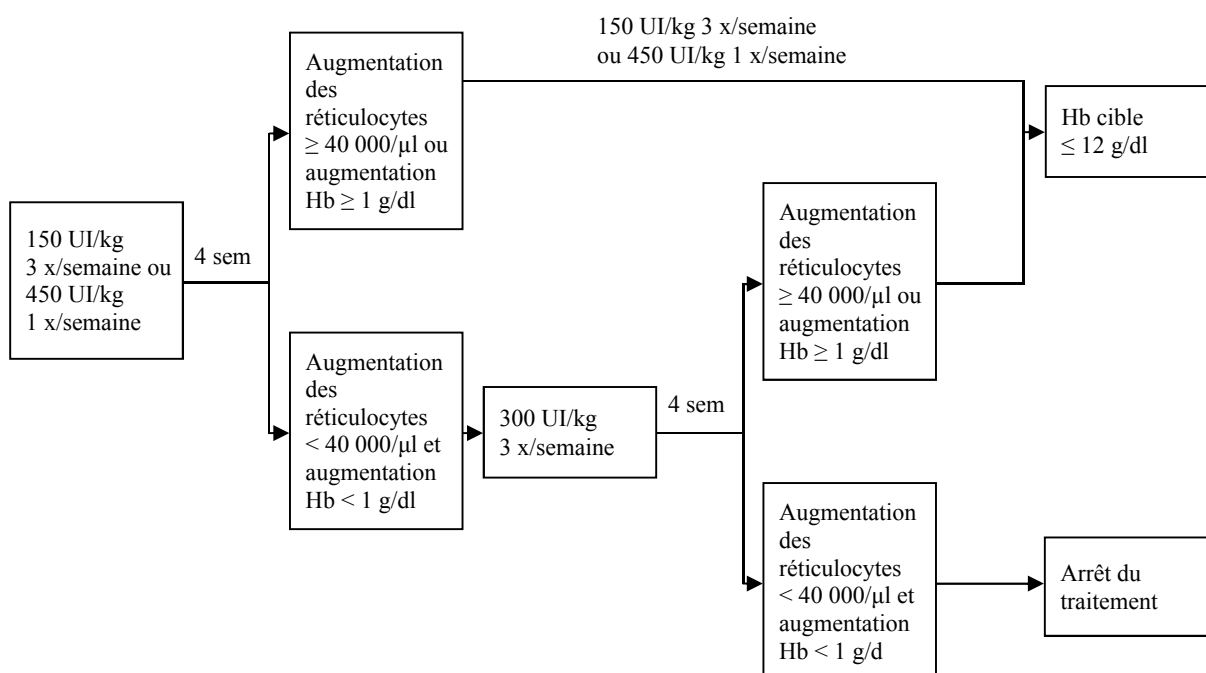 150 UI/kg
3 x/semaine ou
450 UI/kg
1 x/semaine
4 sem
Augmentation
des
réticulocytes
≥ 40 000/µl ou
augmentation
Hb ≥ 1 g/dl
150 UI/kg 3 x/semaine
ou 450 UI/kg 1 x/semaine
Hb cible
≤ 12 g/dl
Augmentation
des
réticulocytes
< 40 000/µl et
augmentation
Hb < 1 g/dl
300 UI/kg
3 x/semaine
4 sem
Augmentation
des
réticulocytes
≥ 40 000/µl ou
augmentation
Hb ≥ 1 g/dl
Augmentation
des
réticulocytes
< 40 000/µl et
augmentation
Hb < 1 g/d
Arrêt du
traitement